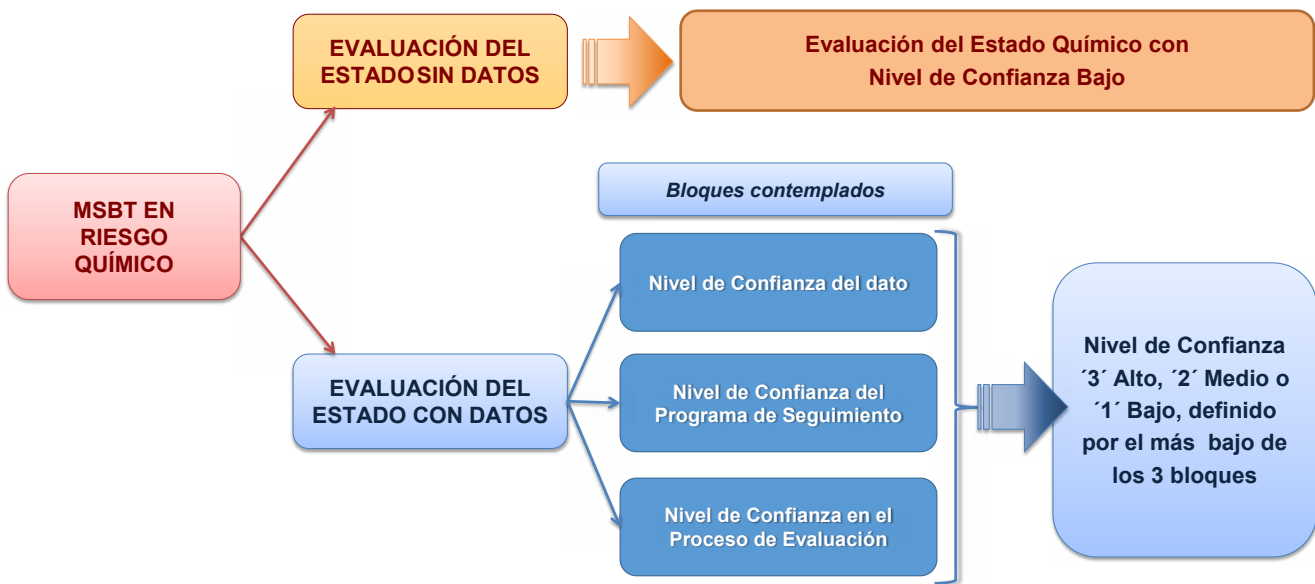 MSBT EN
RIESGO
QUÍMICO
EVALUACIÓN DEL
ESTADO SIN DATOS
Evaluación del Estado Químico con
Nivel de Confianza Bajo
EVALUACIÓN DEL
ESTADO CON DATOS
Bloques contemplados
Nivel de Confianza del dato
Nivel de Confianza del
Programa de Seguimiento
Nivel de Confianza en el
Proceso de Evaluación
Nivel de Confianza
´3´ Alto, ´2´ Medio o
´1´ Bajo, definido
por el más bajo de
los 3 bloques